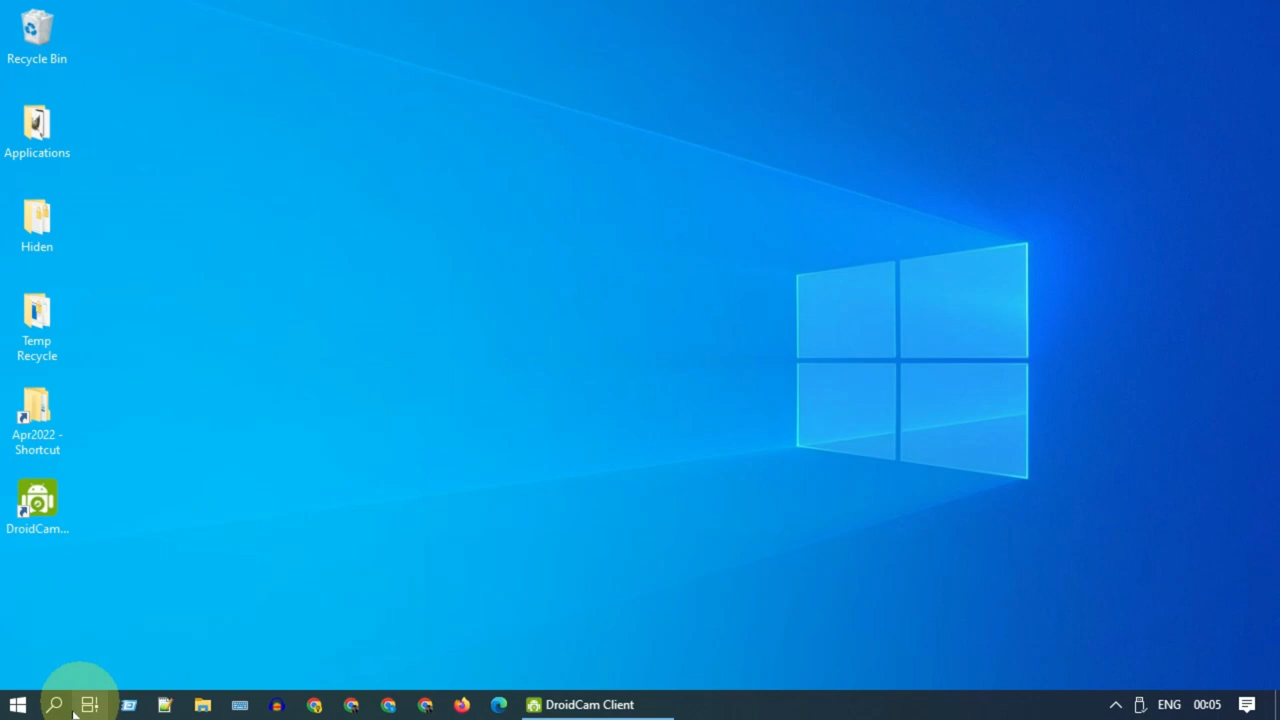 Recycle Bin
Applications
Hiden
Temp
Recycle
Apr2022 -
Shortcut
DroidCam...
DroidCam Client
ENG
00:05